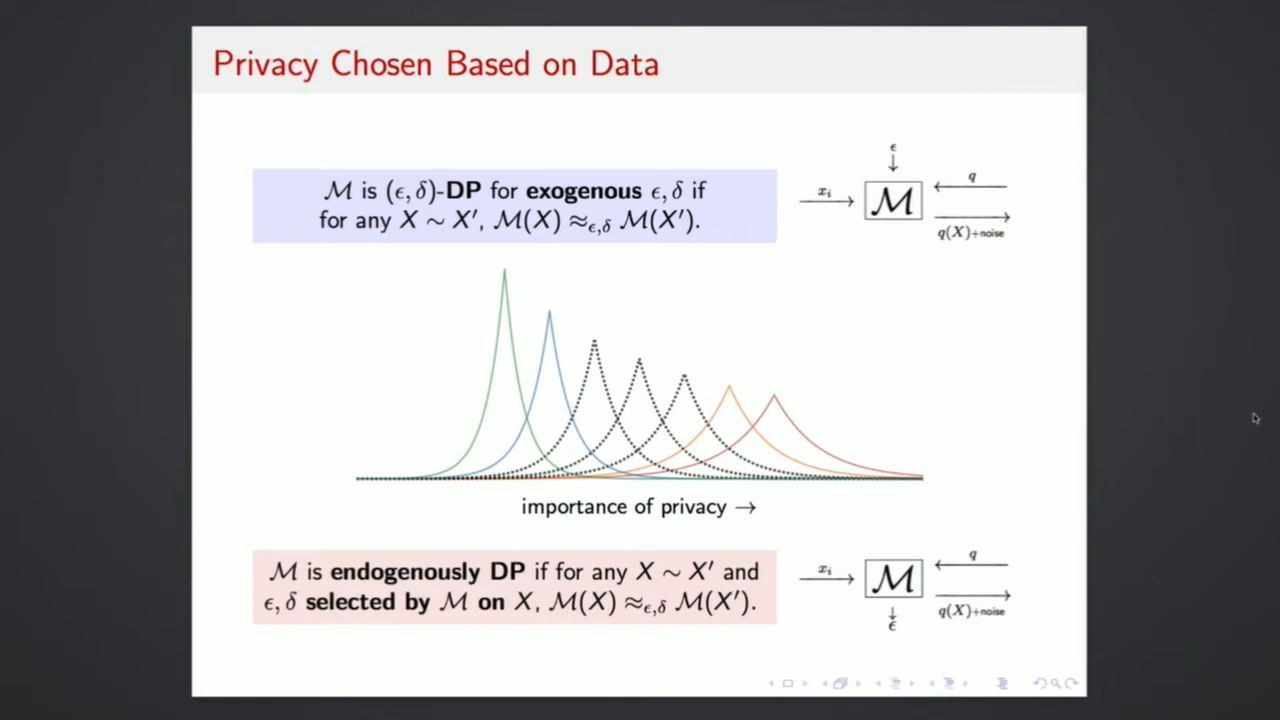 Privacy Chosen Based on Data
ℳ is (ϵ, δ)-DP for exogenous ϵ, δ if
for any X ∼ X′, ℳ(X) ≈ϵ,δ ℳ(X′).
ϵ
xᵢ
ℳ
q
q(X)+noise
importance of privacy →
ℳ is endogenously DP if for any X ∼ X′ and
ϵ, δ selected by ℳ on X, ℳ(X) ≈ϵ,δ ℳ(X′).
xᵢ
ℳ
q
q(X)+noise
ϵ